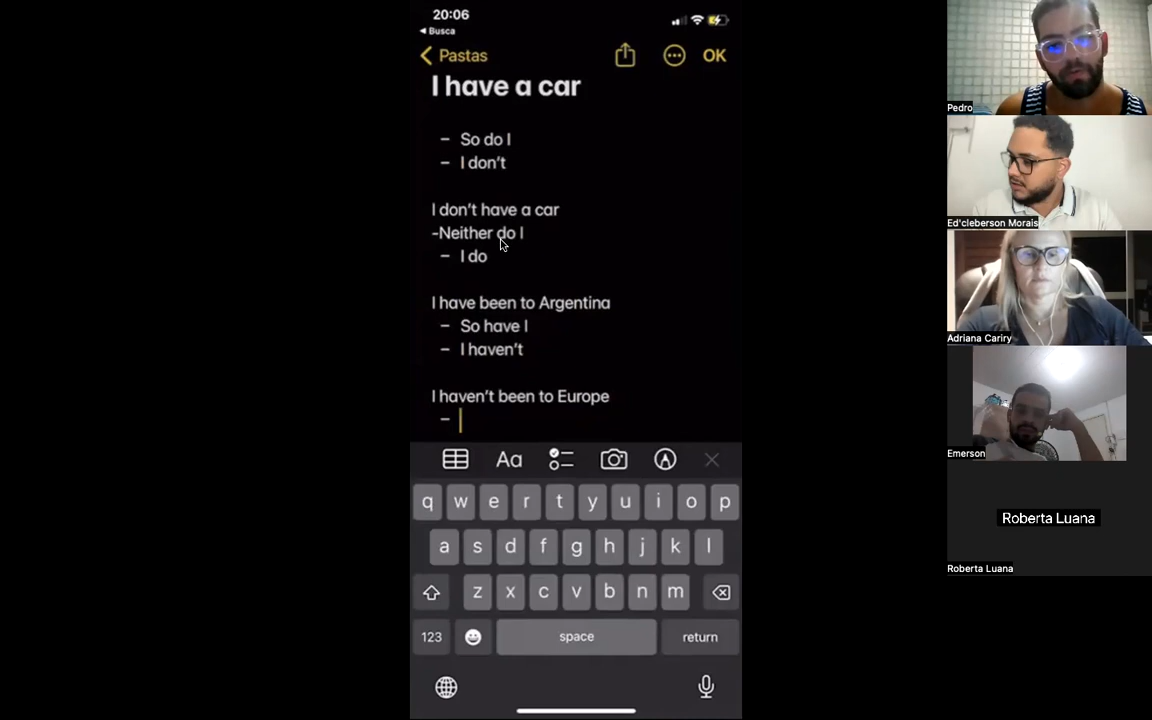 20:06
Busca
Pastas
OK
I have a car
– So do I
– I don't
I don't have a car
-Neither do I
– I do
I have been to Argentina
– So have I
– I haven't
I haven't been to Europe
–
Aa
q w e r t y u i o p
a s d f g h j k l
z x c v b n m
123 space return
Pedro
Ed'cleberson Morais
Adriana Cariry
Emerson
Roberta Luana
Roberta Luana